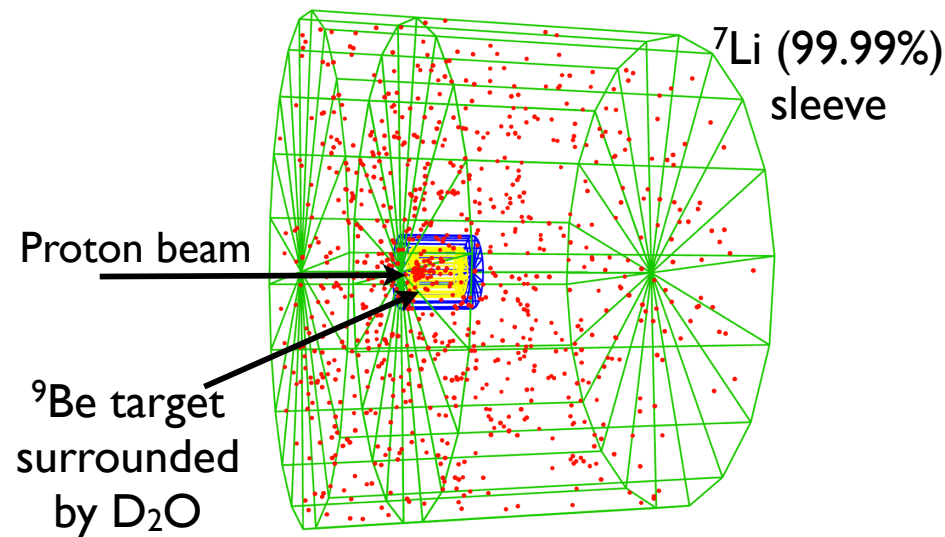 ⁷Li (99.99%)
sleeve
Proton beam
⁹Be target
surrounded
by D₂O